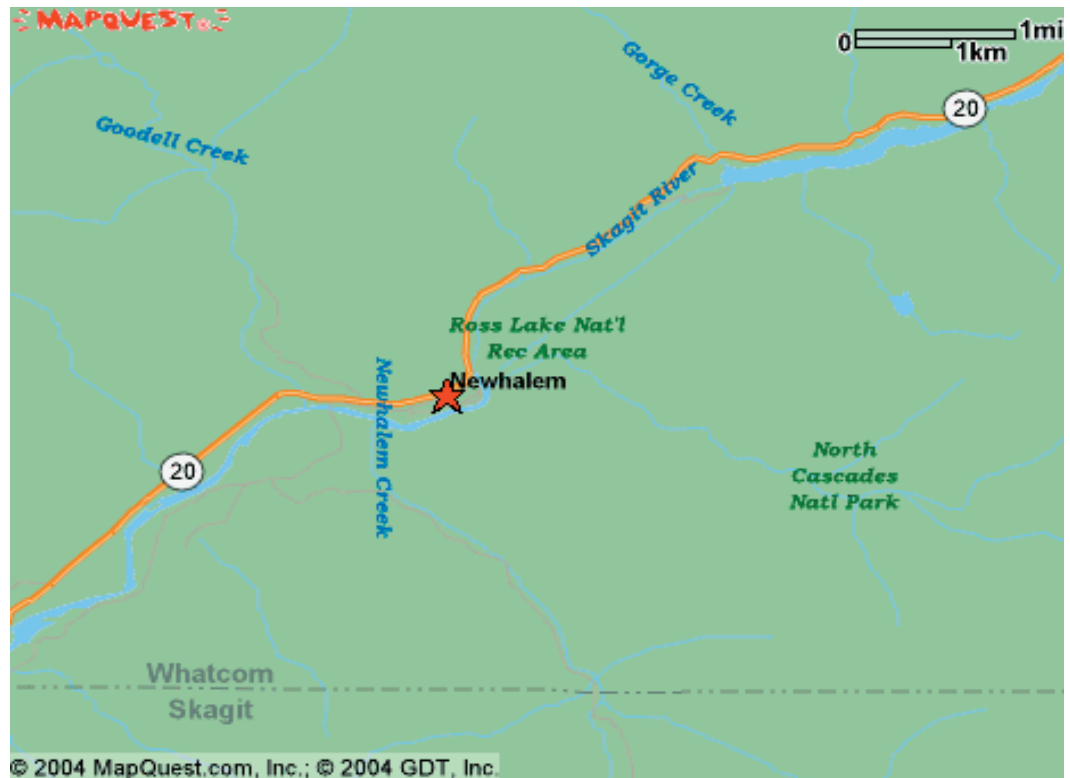 MAPQUEST
0 1mi
1km
Gorge Creek
20
Goodell Creek
Skagit River
Ross Lake Nat'l
Rec Area
Newhalem
Newhalem Creek
20
North
Cascades
Natl Park
Whatcom
Skagit
© 2004 MapQuest.com, Inc.; © 2004 GDT, Inc.